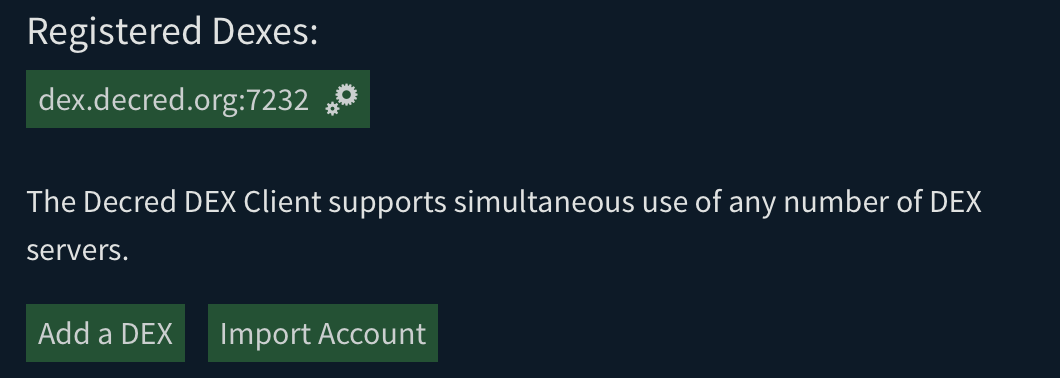 Registered Dexes:
dex.decred.org:7232
The Decred DEX Client supports simultaneous use of any number of DEX
servers.
Add a DEX
Import Account